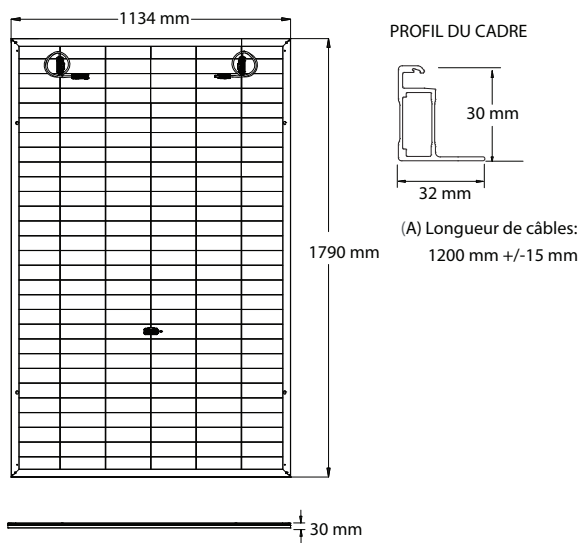 1134 mm
PROFIL DU CADRE
30 mm
32 mm
(A) Longueur de câbles:
1200 mm +/-15 mm
1790 mm
30 mm